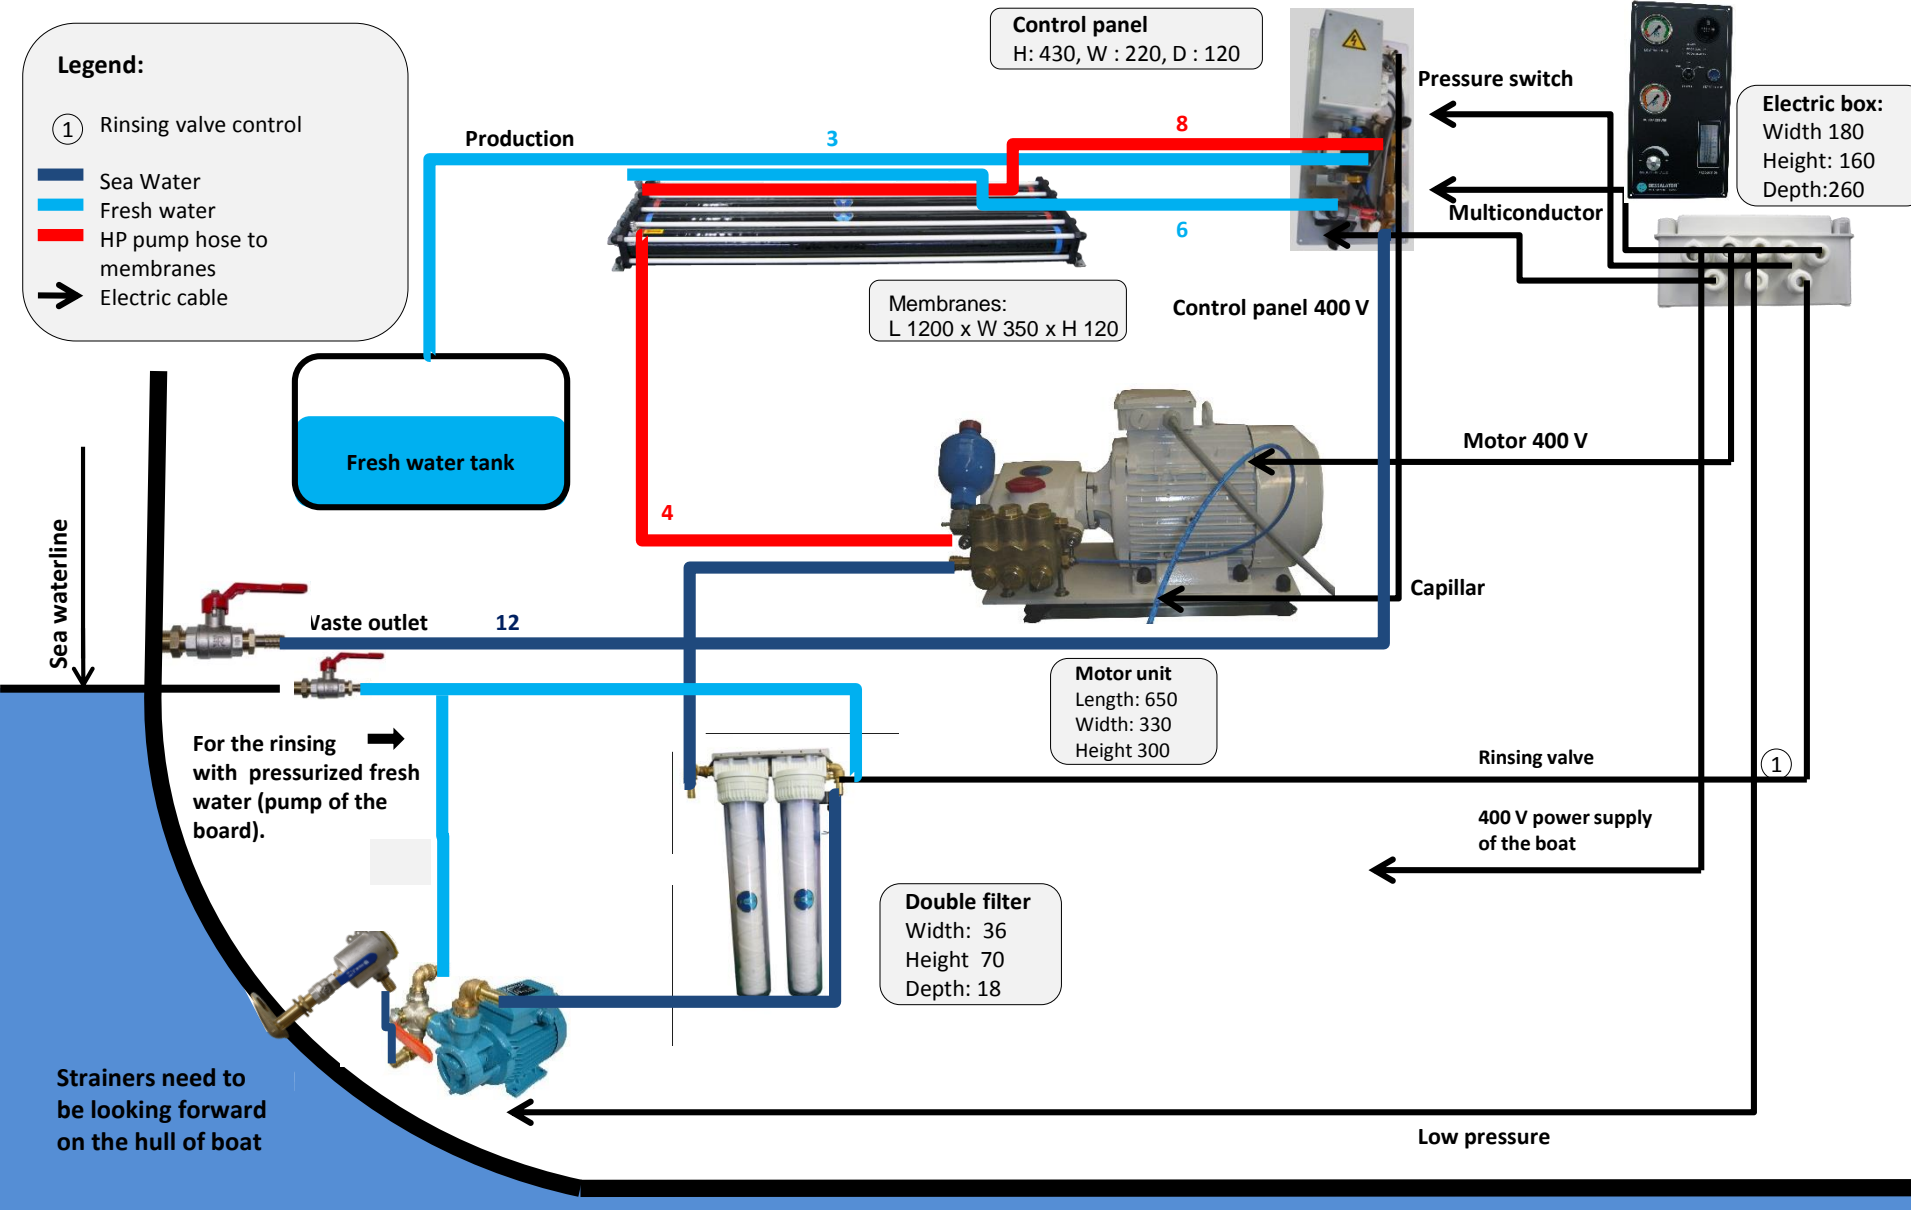 Legend:
1 Rinsing valve control
Sea Water
Fresh water
HP pump hose to
membranes
Electric cable
Control panel
H: 430, W : 220, D : 120
Pressure switch
Electric box:
Width 180
Height: 160
Depth:260
Production
3
8
6
Multiconductor
Membranes:
L 1200 x W 350 x H 120
Control panel 400 V
Fresh water tank
Motor 400 V
4
Sea waterline
Capillar
Waste outlet
12
Motor unit
Length: 650
Width: 330
Height 300
For the rinsing
with pressurized fresh
water (pump of the
board).
Rinsing valve
1
400 V power supply
of the boat
Double filter
Width: 36
Height 70
Depth: 18
Strainers need to
be looking forward
on the hull of boat
Low pressure